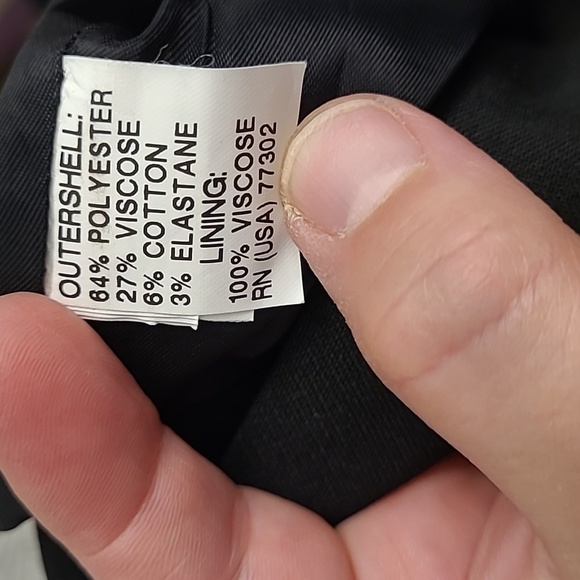 OUTERSHELL:
64% POLYESTER
27% VISCOSE
6% COTTON
3% ELASTANE
LINING:
100% VISCOSE
RN (USA) 77302